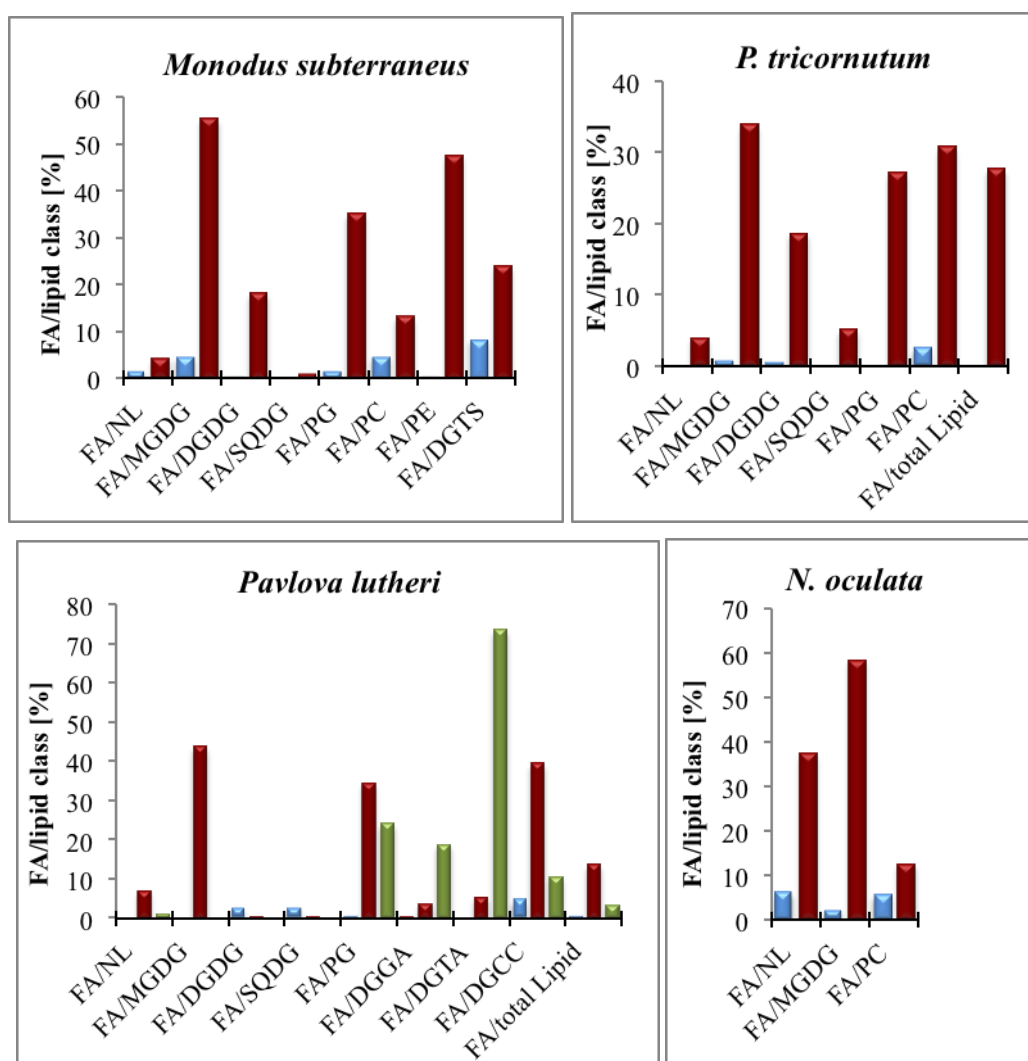 Monodus subterraneus
FA/lipid class [%]
60
50
40
30
20
10
0
FA/NL
FA/MGDG
FA/DGDG
FA/SQDG
FA/PG
FA/PC
FA/PE
FA/DGTS
P. tricornutum
FA/lipid class [%]
40
30
20
10
0
FA/NL
FA/MGDG
FA/DGDG
FA/SQDG
FA/PG
FA/PC
FA/total Lipid
Pavlova lutheri
FA/lipid class [%]
80
70
60
50
40
30
20
10
0
FA/NL
FA/MGDG
FA/DGDG
FA/SQDG
FA/PG
FA/DGGA
FA/DGTA
FA/DGCC
FA/total Lipid
N. oculata
FA/lipid class [%]
70
60
50
40
30
20
10
0
FA/NL
FA/MGDG
FA/PC